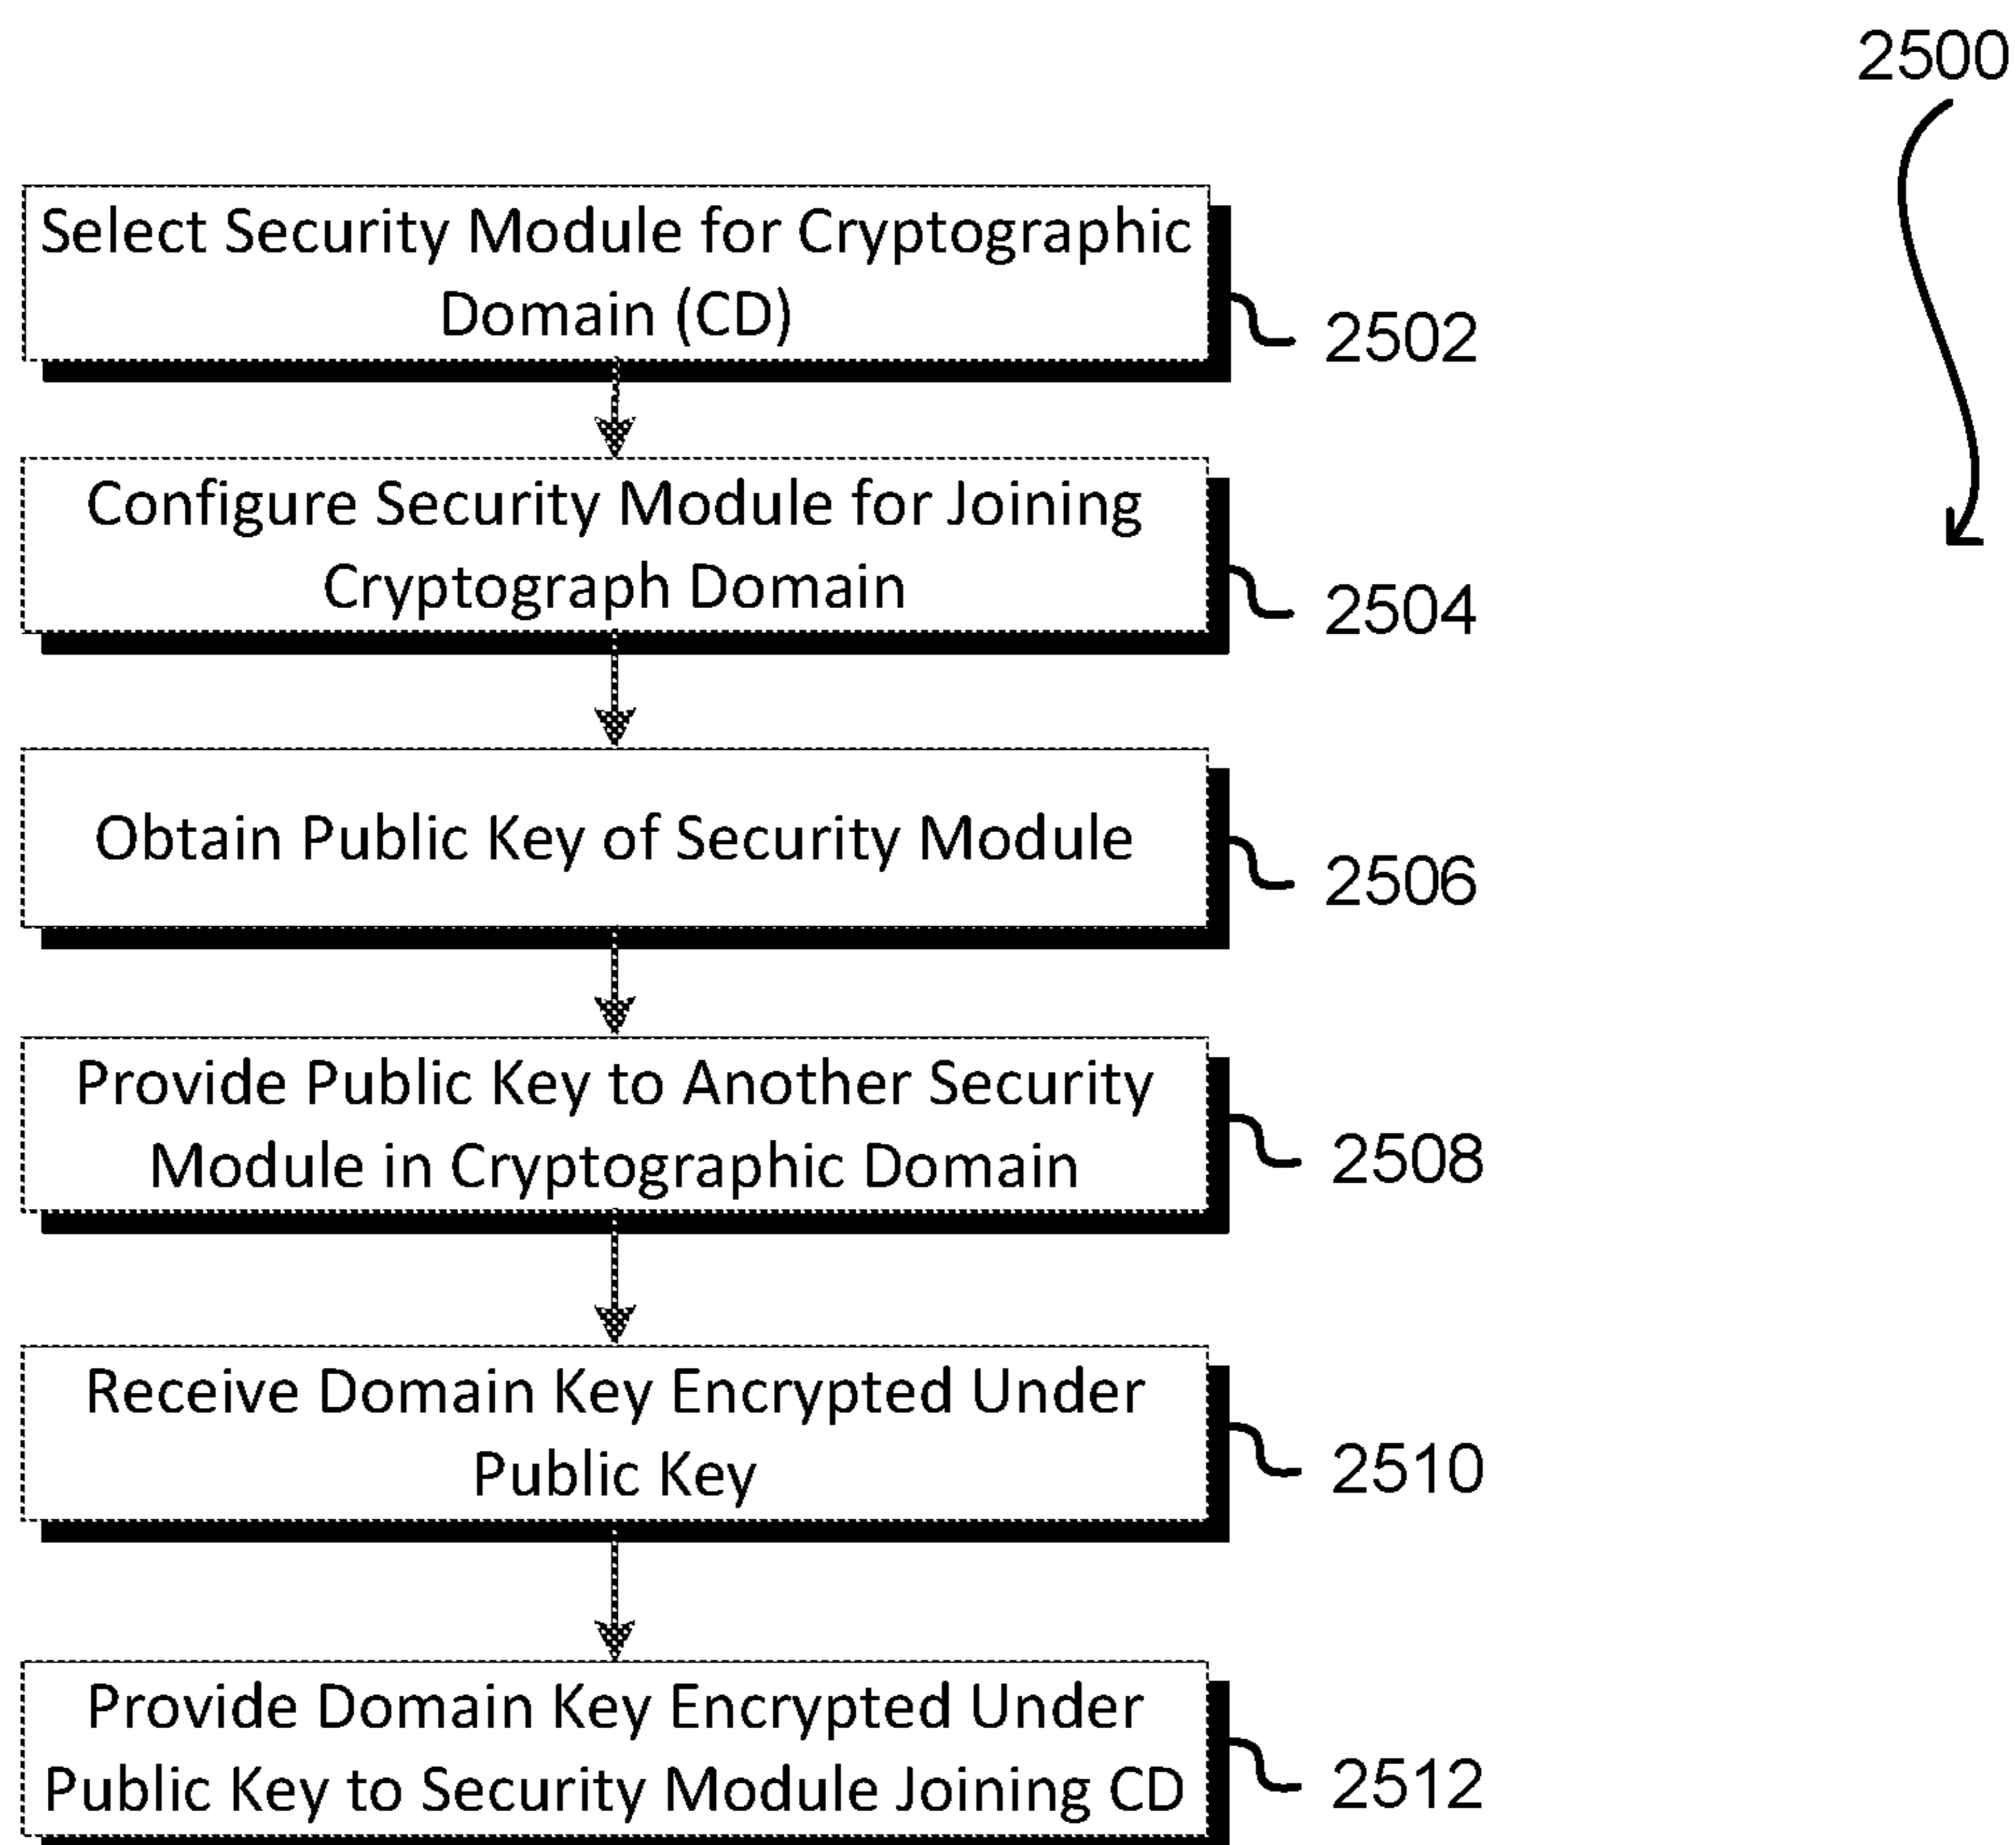 2500
Select Security Module for Cryptographic
Domain (CD)
2502
Configure Security Module for Joining
Cryptograph Domain
2504
Obtain Public Key of Security Module
2506
Provide Public Key to Another Security
Module in Cryptographic Domain
2508
Receive Domain Key Encrypted Under
Public Key
2510
Provide Domain Key Encrypted Under
Public Key to Security Module Joining CD
2512